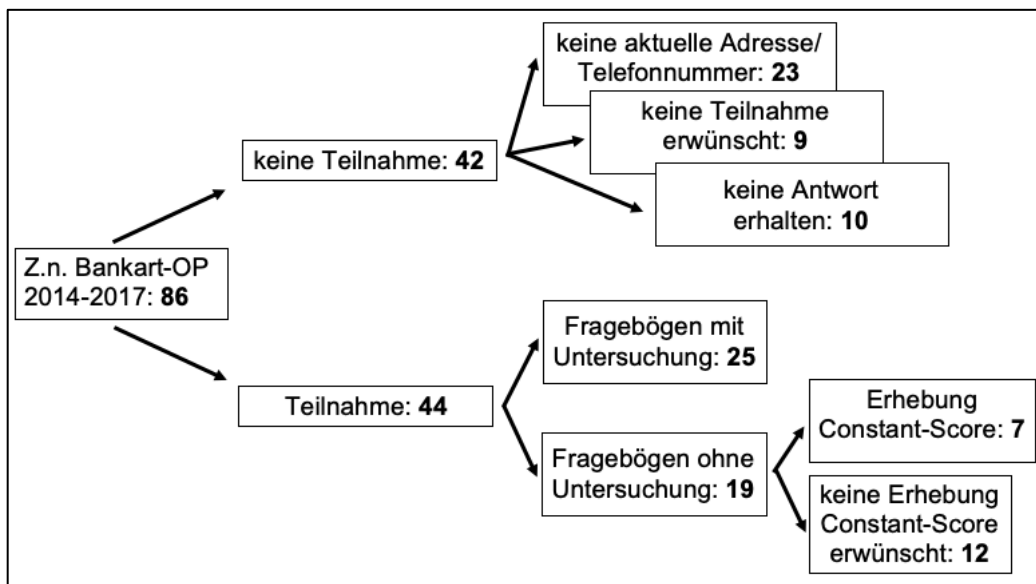 keine aktuelle Adresse/
Telefonnummer: 23
keine Teilnahme
erwünscht: 9
keine Teilnahme: 42
keine Antwort
erhalten: 10
Z.n. Bankart-OP
2014-2017: 86
Fragebögen mit
Untersuchung: 25
Teilnahme: 44
Erhebung
Constant-Score: 7
Fragebögen ohne
Untersuchung: 19
keine Erhebung
Constant-Score
erwünscht: 12